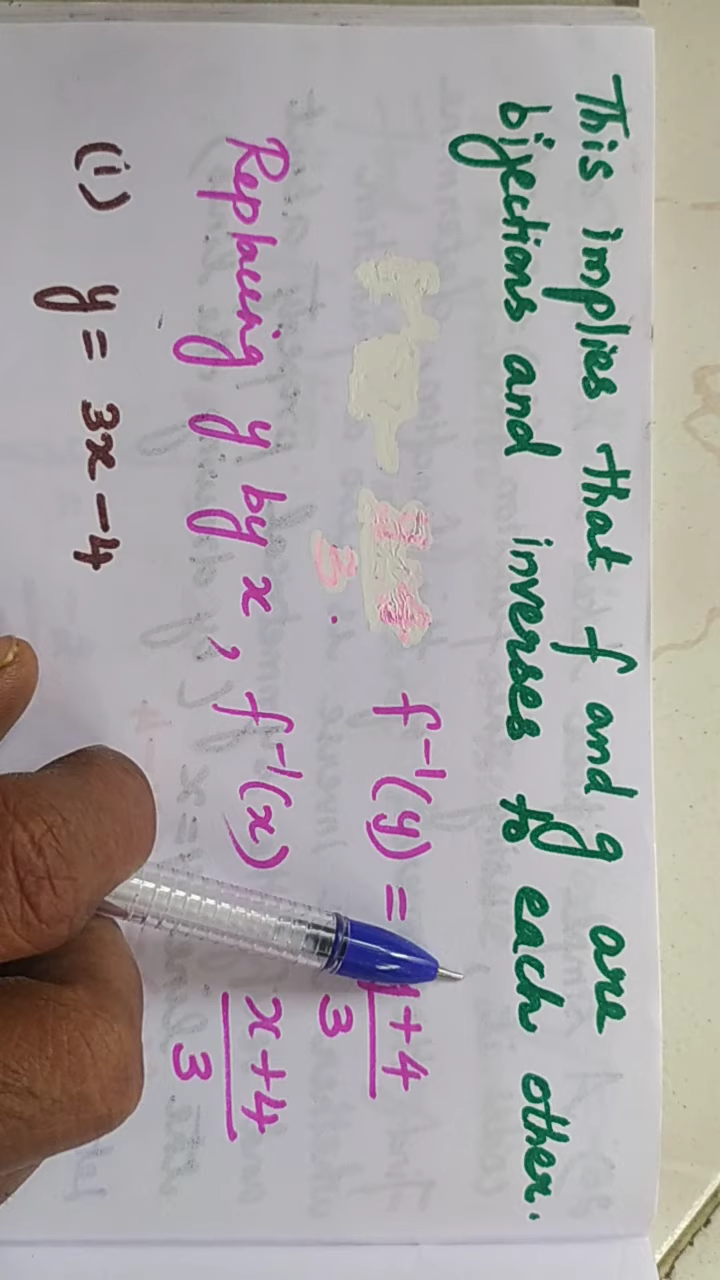 This implies that f and g are
bijections and inverses to each other.
f⁻¹(y) = y+4/3
Replacing y by x, f⁻¹(x) x+4/3
(i) y = 3x-4